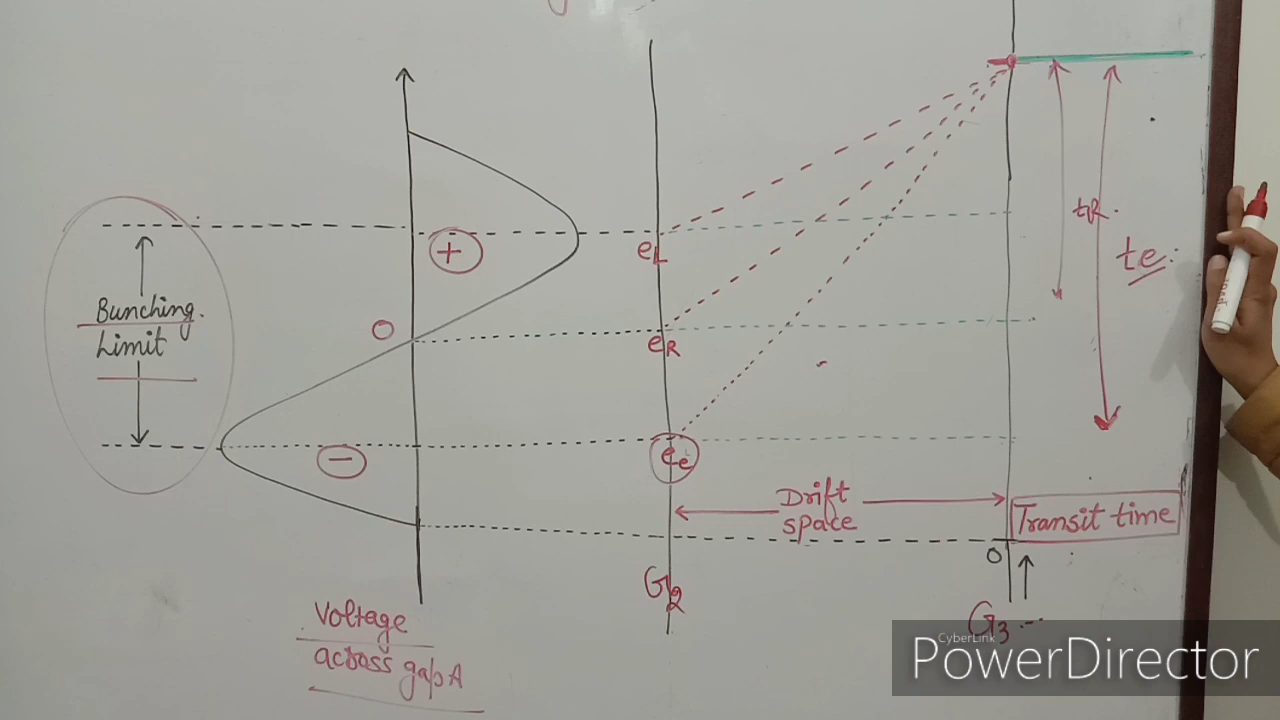 +
eL
tR.
te:
Bunching.
Limit
O
eR
−
ee
Drift
space
Transit time
O
G2
G3 ...
Voltage
across gap A
CyberLink
PowerDirector